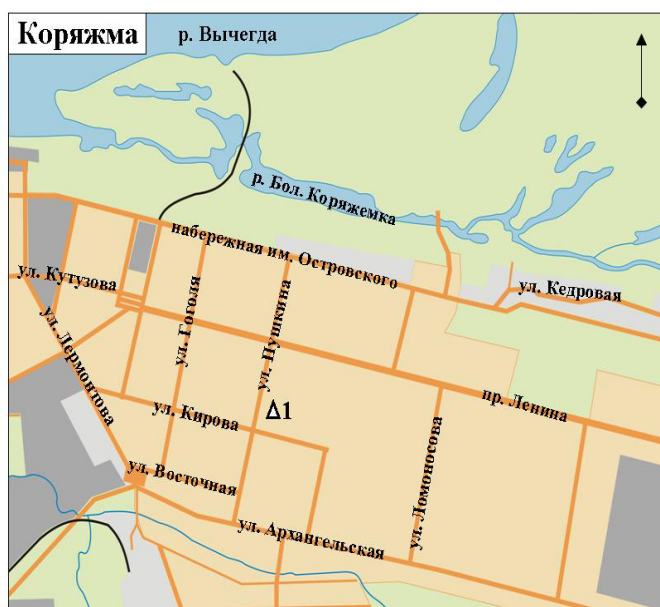 Коряжма
р. Вычегда
р. Бол. Коряжемка
набережная им. Островского
ул. Кутузова
ул. Кедровая
ул. Гоголя
ул. Пушкина
ул. Лермонтова
пр. Ленина
Δ1
ул. Кирова
ул. Ломоносова
ул. Восточная
ул. Архангельская